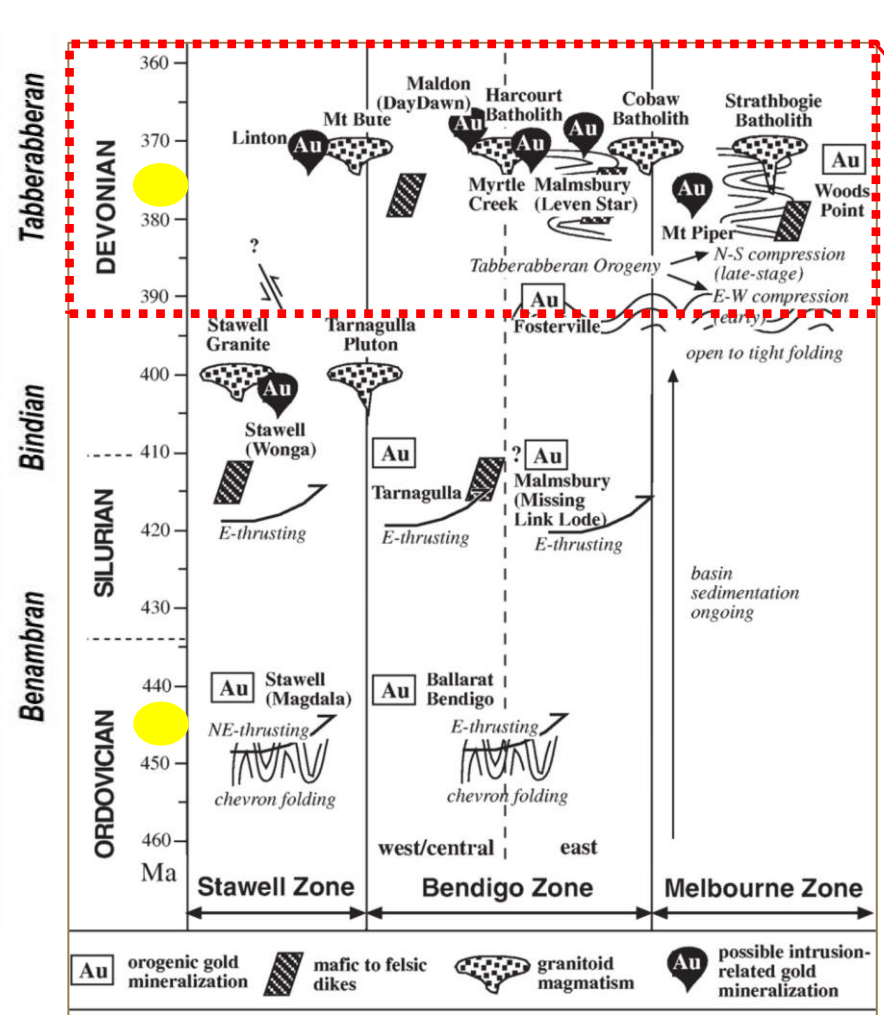 Tabberabberan
Bindian
Benambran
DEVONIAN
SILURIAN
ORDOVICIAN
360
370
380
390
400
410
420
430
440
450
460
Ma
Linton
Au
Mt Bute
Maldon
(DayDawn)
Au
Harcourt
Batholith
Au
Au
Cobaw
Batholith
Strathbogie
Batholith
Au
Woods
Point
Myrtle
Creek
Malmsbury
(Leven Star)
Au
Mt Piper
?
Tabberabberan Orogeny
N-S compression
(late-stage)
E-W compression
(early)
Au
Fosterville
open to tight folding
Stawell
Granite
Au
Stawell
(Wonga)
Tarnagulla
Pluton
E-thrusting
Au
Tarnagulla
E-thrusting
? Au
Malmsbury
(Missing
Link Lode)
E-thrusting
basin
sedimentation
ongoing
Au
Stawell
(Magdala)
NE-thrusting
chevron folding
Au
Ballarat
Bendigo
E-thrusting
chevron folding
west/central
east
Stawell Zone
Bendigo Zone
Melbourne Zone
Au
orogenic gold
mineralization
mafic to felsic
dikes
granitoid
magmatism
Au
possible intrusion-
related gold
mineralization